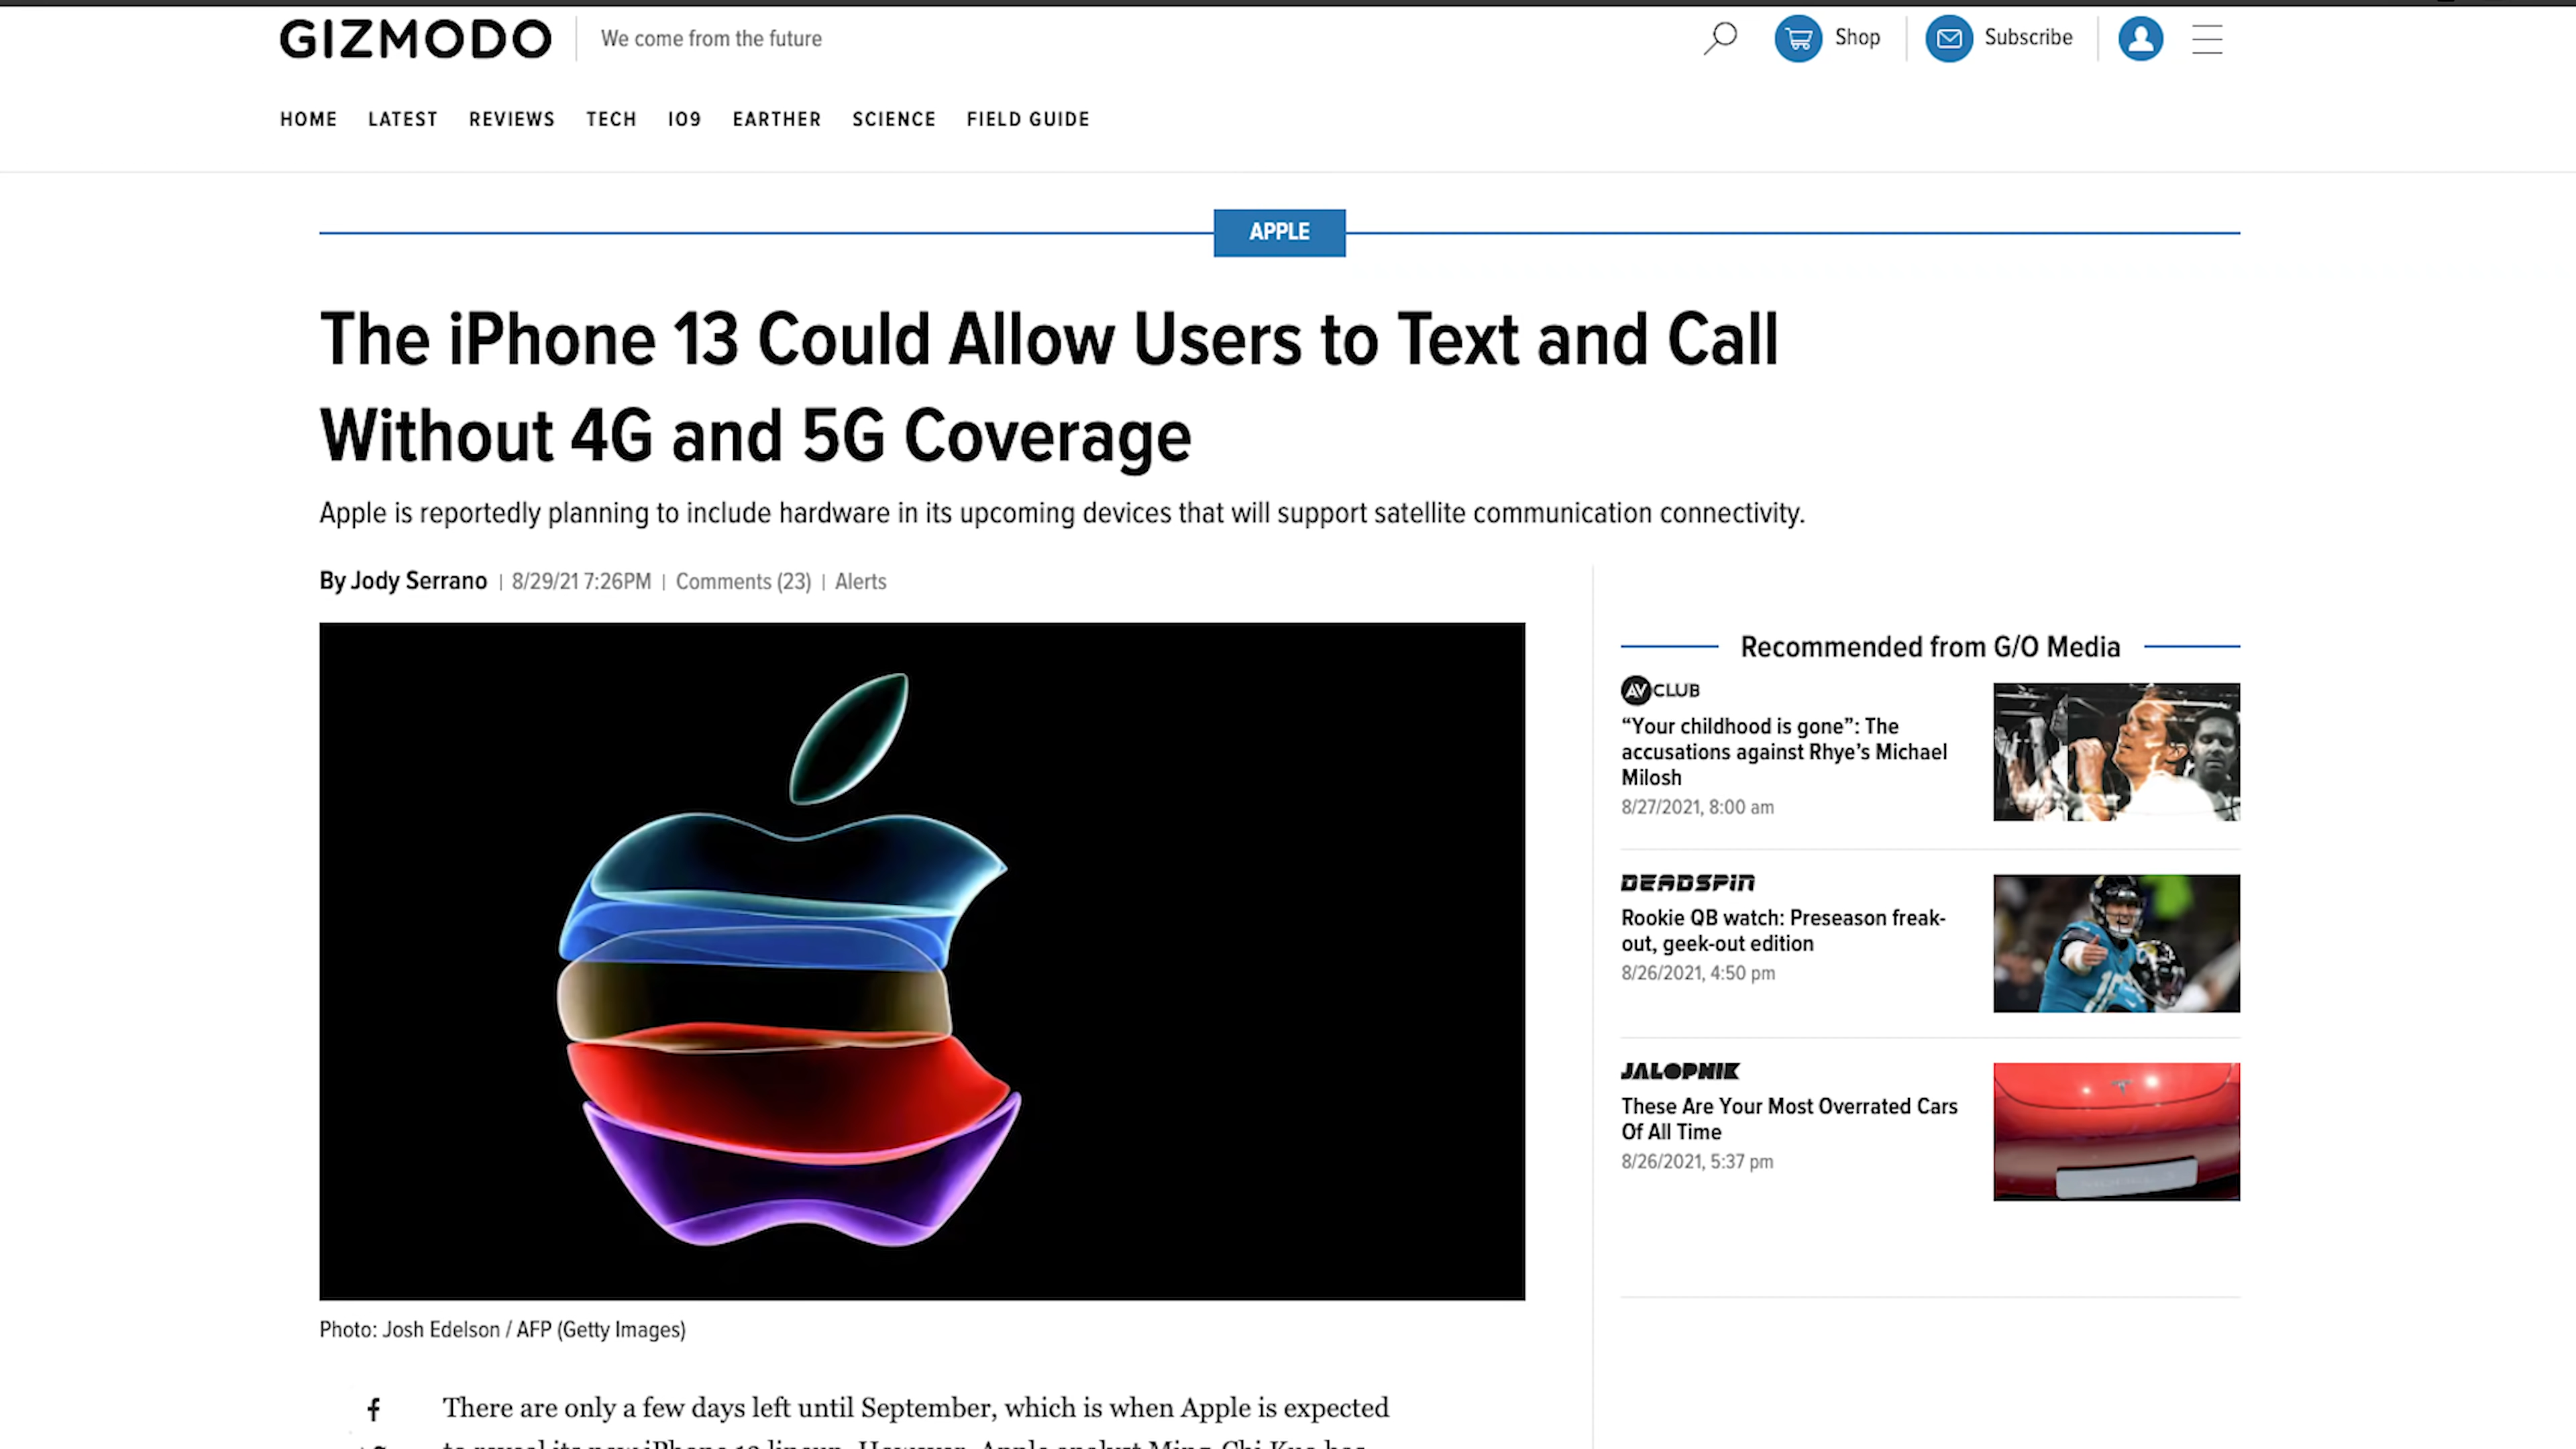 GIZMODO
We come from the future
Shop
Subscribe
HOME LATEST REVIEWS TECH IO9 EARTHER SCIENCE FIELD GUIDE
APPLE
The iPhone 13 Could Allow Users to Text and Call
Without 4G and 5G Coverage
Apple is reportedly planning to include hardware in its upcoming devices that will support satellite communication connectivity.
By Jody Serrano | 8/29/21 7:26PM | Comments (23) | Alerts
Photo: Josh Edelson / AFP (Getty Images)
There are only a few days left until September, which is when Apple is expected
Recommended from G/O Media
AV CLUB
“Your childhood is gone”: The
accusations against Rhye’s Michael
Milosh
8/27/2021, 8:00 am
DEADSPIN
Rookie QB watch: Preseason freak-
out, geek-out edition
8/26/2021, 4:50 pm
JALOPNIK
These Are Your Most Overrated Cars
Of All Time
8/26/2021, 5:37 pm